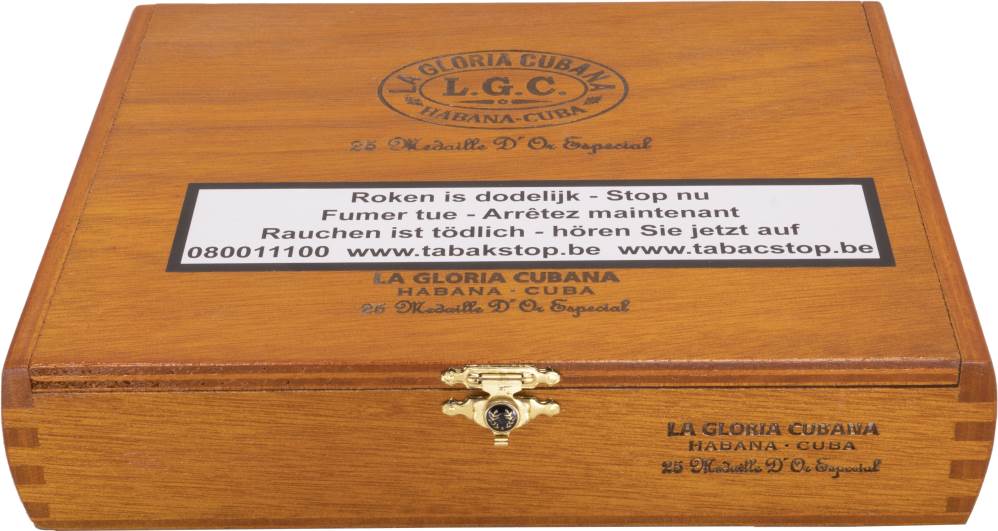 LA GLORIA CUBANA
L.G.C.
HABANA-CUBA
25 Medaille D'Or Especial
Roken is dodelijk - Stop nu
Fumer tue - Arrêtez maintenant
Rauchen ist tödlich - hören Sie jetzt auf
080011100 www.tabakstop.be www.tabacstop.be
LA GLORIA CUBANA
HABANA · CUBA
25 Medaille D'Or Especial
LA GLORIA CUBANA
HABANA · CUBA
25 Medaille D'Or Especial